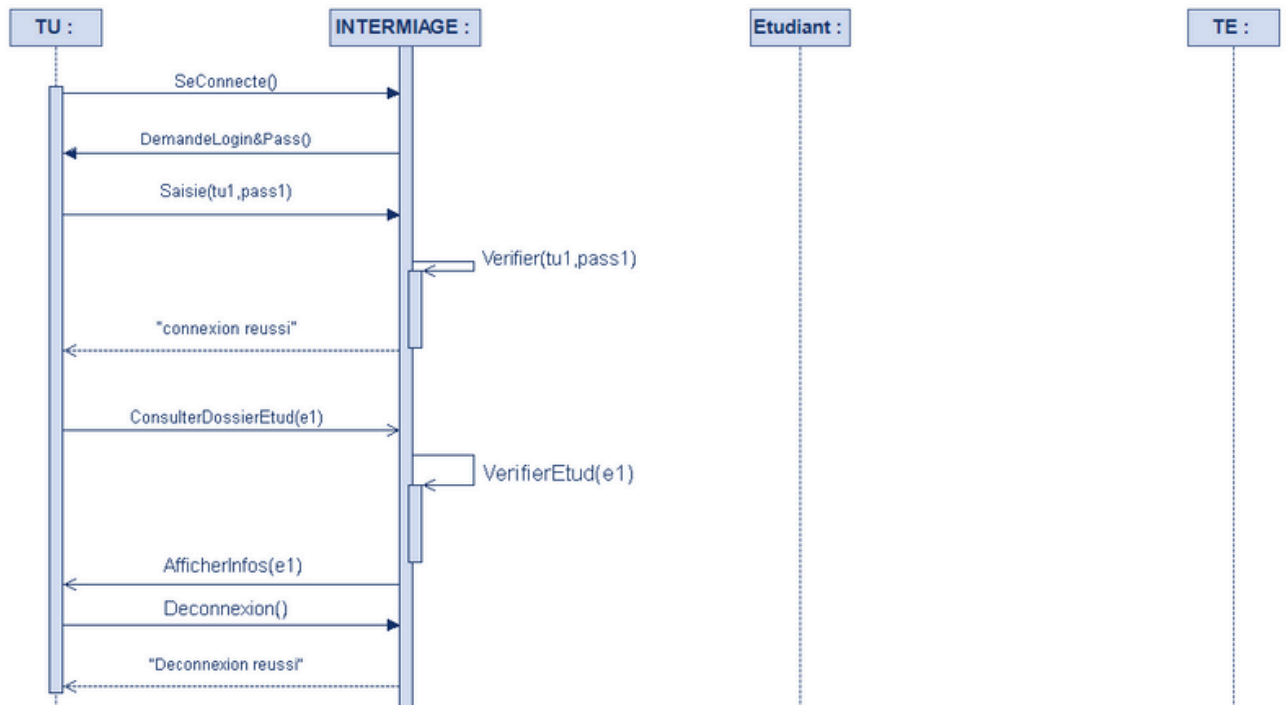 TU :
INTERMIAGE :
Etudiant :
TE :
SeConnecte()
DemandeLogin&Pass()
Saisie(tu1,pass1)
Verifier(tu1,pass1)
"connexion reussi"
ConsulterDossierEtud(e1)
VerifierEtud(e1)
AfficherInfos(e1)
Deconnexion()
"Deconnexion reussi"